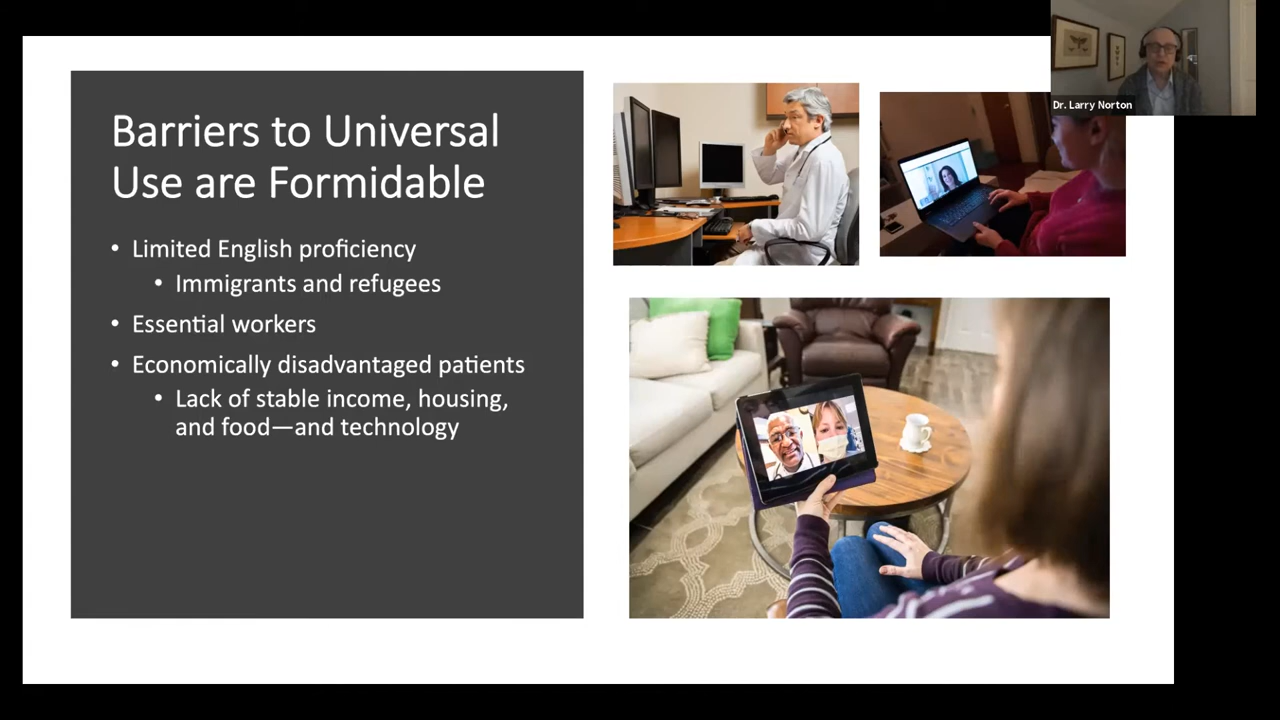 Barriers to Universal
Use are Formidable
• Limited English proficiency
• Immigrants and refugees
• Essential workers
• Economically disadvantaged patients
• Lack of stable income, housing,
and food—and technology
Dr. Larry Norton